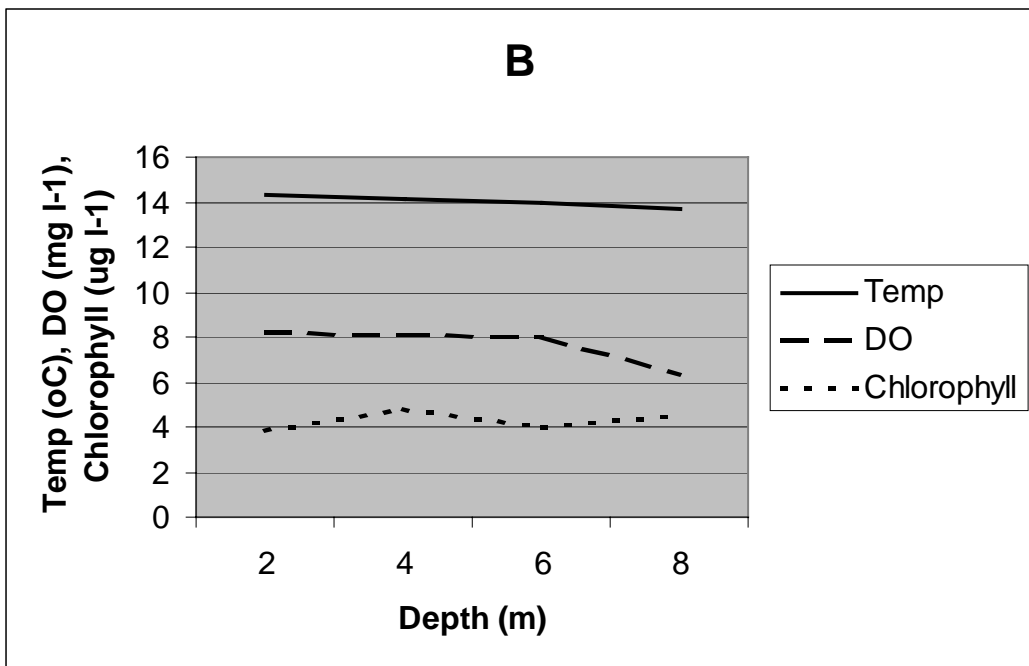 B
Temp (oC), DO (mg l-1),
Chlorophyll (ug l-1)
16
14
12
10
8
6
4
2
0
2 4 6 8
Depth (m)
Temp
DO
Chlorophyll